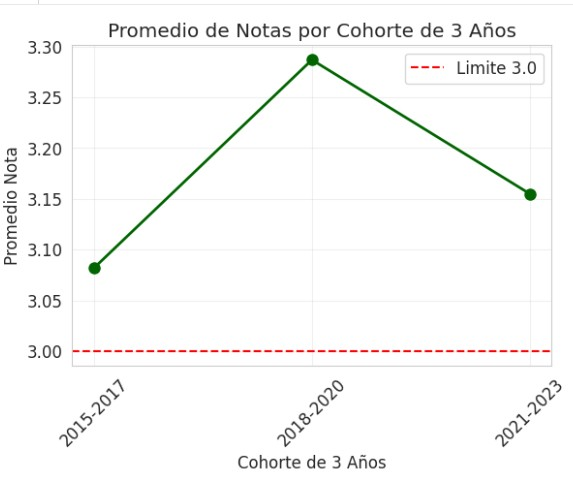 Promedio de Notas por Cohorte de 3 Años
3.30
Limite 3.0
3.25
3.20
3.15
3.10
3.05
3.00
Promedio Nota
2015-2017
2018-2020
2021-2023
Cohorte de 3 Años